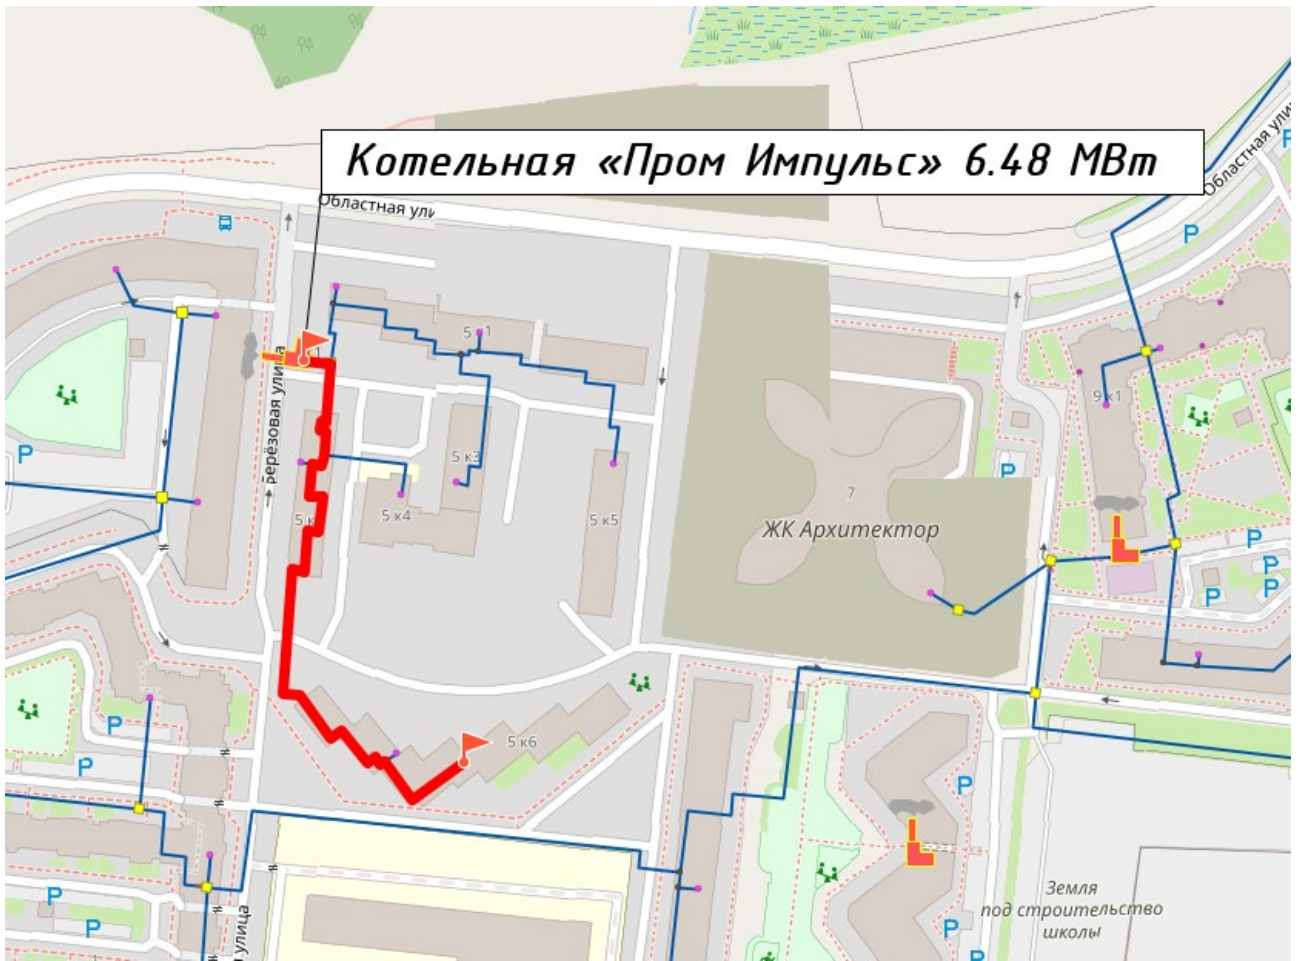 Котельная «Пром Импульс» 6.48 МВт
Областная ули
Областная ули
P
P
5 к1
Берёзовая улица
9 к1
P
5 к3
P
7
5 к4
5 к5
5 к
ЖК Архитектор
P
P
P
P
P
5 к6
P
P
P
Земля
под строительство
школы
P
P
P
P
я улица